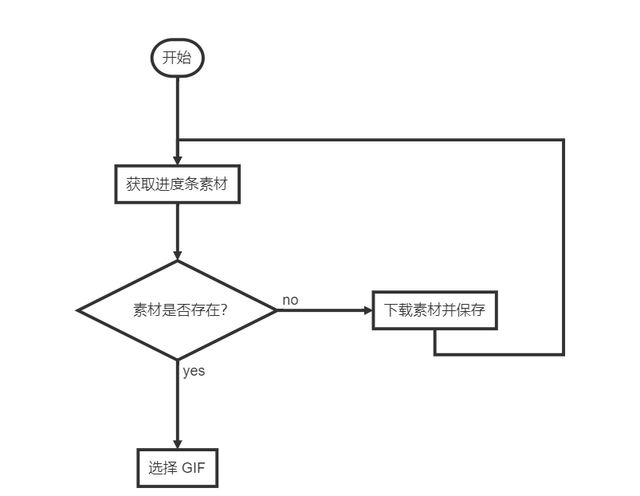 开始
获取进度条素材
素材是否存在?
no
下载素材并保存
yes
选择 GIF